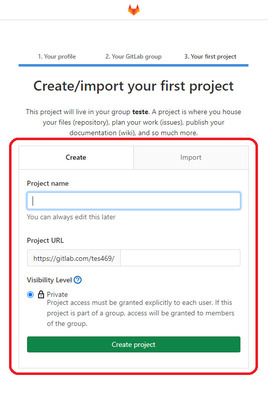 1. Your profile 2. Your GitLab group 3. Your first project
Create/import your first project
This project will live in your group teste. A project is where you house
your files (repository), plan your work (issues), publish your
documentation (wiki), and so much more.
Create Import
Project name
You can always edit this later
Project URL
https://gitlab.com/tes469/
Visibility Level ?
Private
Project access must be granted explicitly to each user. If this
project is part of a group, access will be granted to members
of the group.
Create project